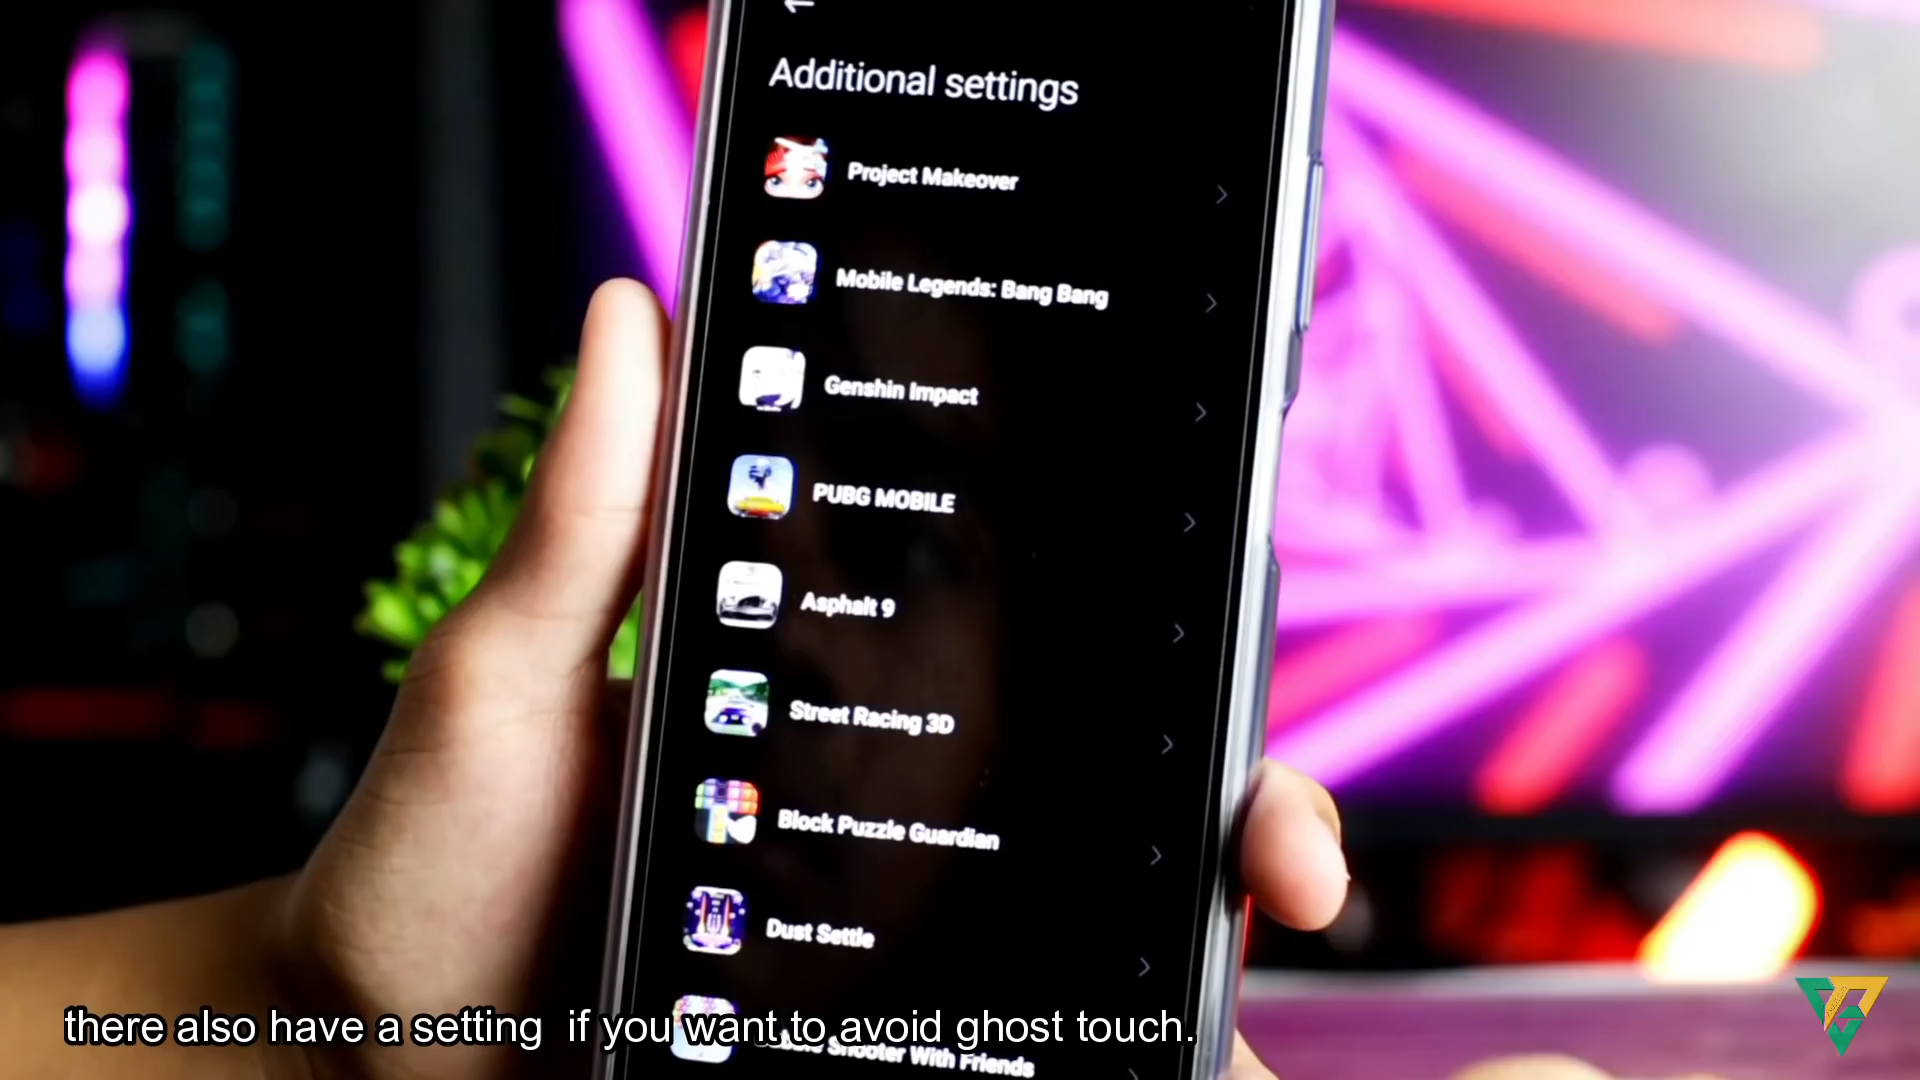 Additional settings
Project Makeover
Mobile Legends: Bang Bang
Genshin Impact
PUBG MOBILE
Asphalt 9
Street Racing 3D
Block Puzzle Guardian
Dust Settle
Shooter With Friends
there also have a setting  if you want to avoid ghost touch.